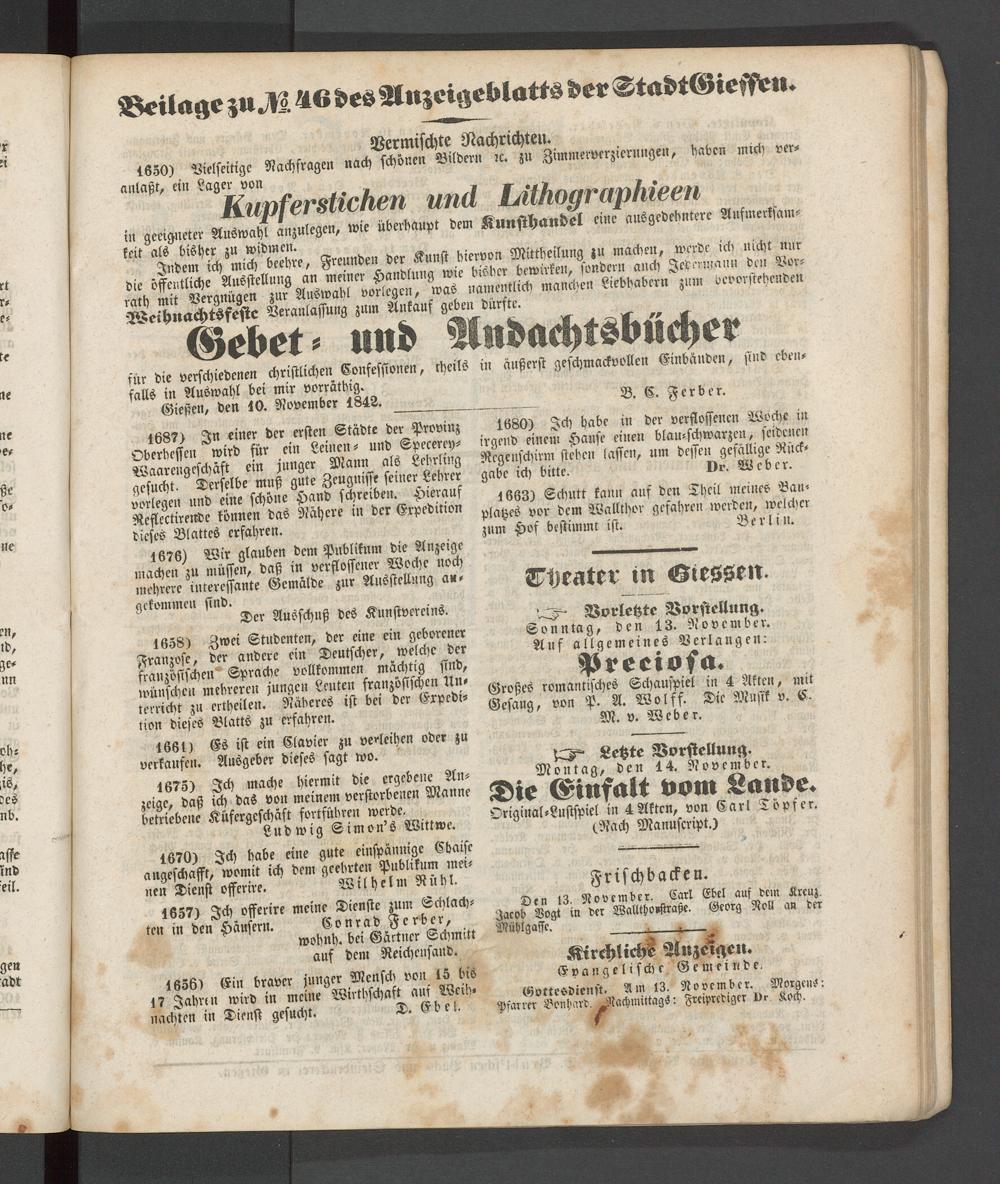 Beilage zu No. 46 des Anzeigeblatts der Stadt Giessen.
Vermischte Nachrichten.
1650) Vielseitige Nachfragen nach schönen Bildern ꝛc. zu Zimmerverzierungen, haben mich ver-
anlaßt, ein Lager von
Kupferstichen und Lithographieen
in geeigneter Auswahl anzulegen, wie überhaupt dem Kunsthandel eine ausgedehntere Aufmerksam-
keit als bisher zu widmen.
Indem ich mich beehre, Freunden der Kunst hiervon Mittheilung zu machen, werde ich nicht nur
die öffentliche Ausstellung an meiner Handlung wie bisher bewirken, sondern auch Jedermann den Vor-
rath mit Vergnügen zur Auswahl vorlegen, was namentlich manchen Liebhabern zum bevorstehenden
Weihnachtsfeste Veranlassung zum Ankauf geben dürfte.
Gebet- und Andachtsbücher
für die verschiedenen christlichen Confessionen, theils in äußerst geschmackvollen Einbänden, sind eben-
falls in Auswahl bei mir vorräthig.
Gießen, den 10. November 1842.
B. C. Ferber.
1687) In einer der ersten Städte der Provinz
Oberhessen wird für ein Leinen- und Specerey-
Waarengeschäft ein junger Mann als Lehrling
gesucht. Derselbe muß gute Zeugnisse seiner Lehrer
vorlegen und eine schöne Hand schreiben. Hierauf
Reflectirende können das Nähere in der Expedition
dieses Blattes erfahren.
1676) Wir glauben dem Publikum die Anzeige
machen zu müssen, daß in verflossener Woche noch
mehrere interessante Gemälde zur Ausstellung an-
gekommen sind.
Der Ausschuß des Kunstvereins.
1658) Zwei Studenten, der eine ein geborener
Franzose, der andere ein Deutscher, welche der
französischen Sprache vollkommen mächtig sind,
wünschen mehreren jungen Leuten französischen Un-
terricht zu ertheilen. Näheres ist bei der Expedi-
tion dieses Blatts zu erfahren.
1661) Es ist ein Clavier zu verleihen oder zu
verkaufen. Ausgeber dieses sagt wo.
1675) Ich mache hiermit die ergebene An-
zeige, daß ich das von meinem verstorbenen Manne
betriebene Küfergeschäft fortführen werde.
Ludwig Simon's Wittwe.
1670) Ich habe eine gute einspännige Chaise
angeschafft, womit ich dem geehrten Publikum mei-
nen Dienst offerire. Wilhelm Rühl.
1657) Ich offerire meine Dienste zum Schlach-
ten in den Häusern. Conrad Ferber,
wohnh. bei Gärtner Schmitt
auf dem Reichensand.
1656) Ein braver junger Mensch von 15 bis
17 Jahren wird in meine Wirthschaft auf Weih-
nachten in Dienst gesucht. D. Ebel.
1680) Ich habe in der verflossenen Woche in
irgend einem Hause einen blau-schwarzen, seidenen
Regenschirm stehen lassen, um dessen gefällige Rück-
gabe ich bitte. Dr. Weber.
1663) Schutt kann auf den Theil meines Bau-
platzes vor dem Wallthor gefahren werden, welcher
zum Hof bestimmt ist. Berlin.
Theater in Giessen.
☞ Vorletzte Vorstellung.
Sonntag, den 13. November.
Auf allgemeines Verlangen:
Preciosa.
Großes romantisches Schauspiel in 4 Akten, mit
Gesang, von P. A. Wolff. Die Musik v. C.
M. v. Weber.
☞ Letzte Vorstellung.
Montag, den 14. November.
Die Einfalt vom Lande.
Original-Lustspiel in 4 Akten, von Carl Töpfer.
(Nach Manuscript.)
Frischbacken.
Den 13. November. Carl Ebel auf dem Kreuz.
Jacob Vogt in der Wallthorstraße. Georg Noll an der
Mühlgasse.
Kirchliche Anzeigen.
Evangelische Gemeinde.
Gottesdienst. Am 13. November. Morgens:
Pfarrer Bonhard. Nachmittags: Freiprediger Dr. Koch.